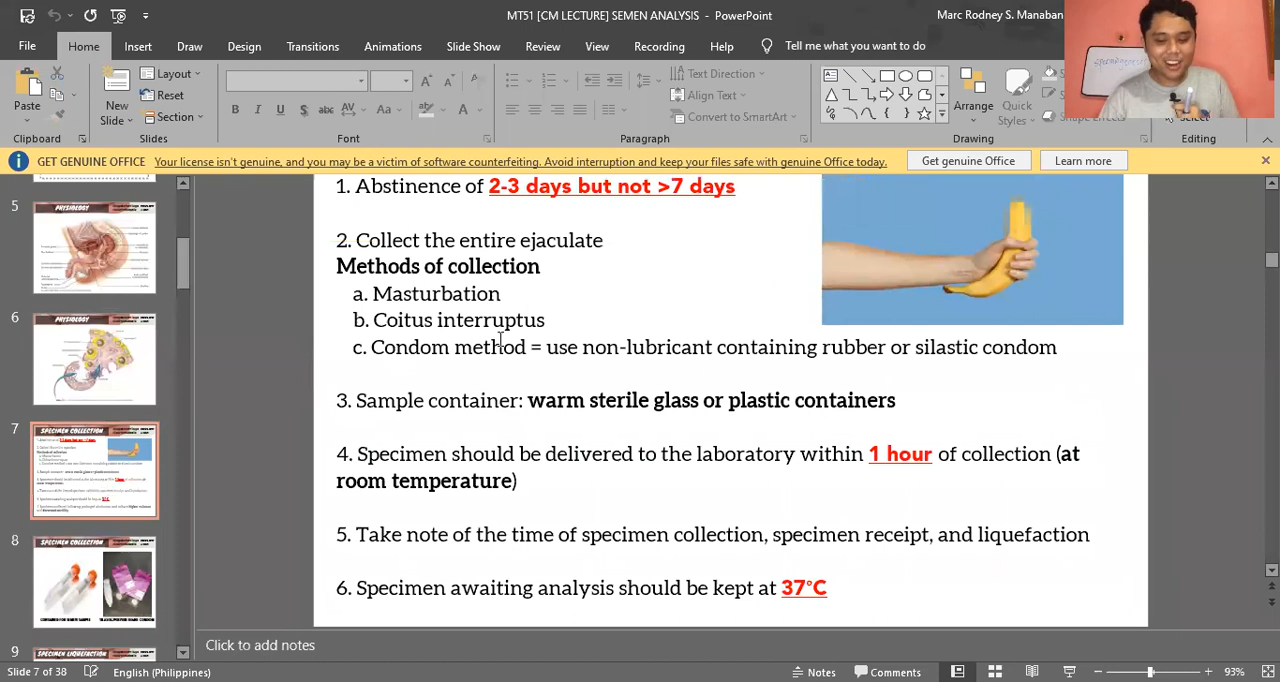 MT51 [CM LECTURE] SEMEN ANALYSIS - PowerPoint
Marc Rodney S. Manaban
File Home Insert Draw Design Transitions Animations Slide Show Review View Recording Help Tell me what you want to do
Paste
New
Slide
Layout
Reset
Section
B I U S abc AV Aa A
Text Direction
Align Text
Convert to SmartArt
Arrange
Quick
Styles
Shape Effects
Select
Clipboard Slides Font Paragraph Drawing Editing
GET GENUINE OFFICE Your license isn't genuine, and you may be a victim of software counterfeiting. Avoid interruption and keep your files safe with genuine Office today. Get genuine Office Learn more
5
PHYSIOLOGY
6
PHYSIOLOGY
7
SPECIMEN COLLECTION
8
SPECIMEN COLLECTION
9
1. Abstinence of 2-3 days but not >7 days
2. Collect the entire ejaculate
Methods of collection
a. Masturbation
b. Coitus interruptus
c. Condom method = use non-lubricant containing rubber or silastic condom
3. Sample container: warm sterile glass or plastic containers
4. Specimen should be delivered to the laboratory within 1 hour of collection (at
room temperature)
5. Take note of the time of specimen collection, specimen receipt, and liquefaction
6. Specimen awaiting analysis should be kept at 37°C
Click to add notes
Slide 7 of 38 English (Philippines) Notes Comments 93%